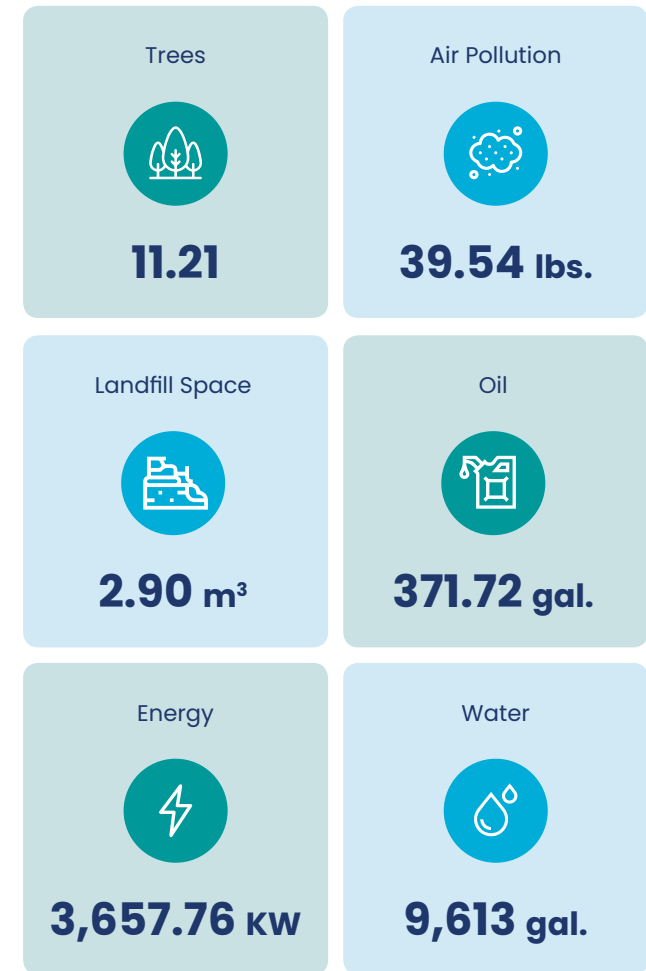 Trees
11.21
Air Pollution
39.54 lbs.
Landfill Space
2.90 m³
Oil
371.72 gal.
Energy
3,657.76 KW
Water
9,613 gal.